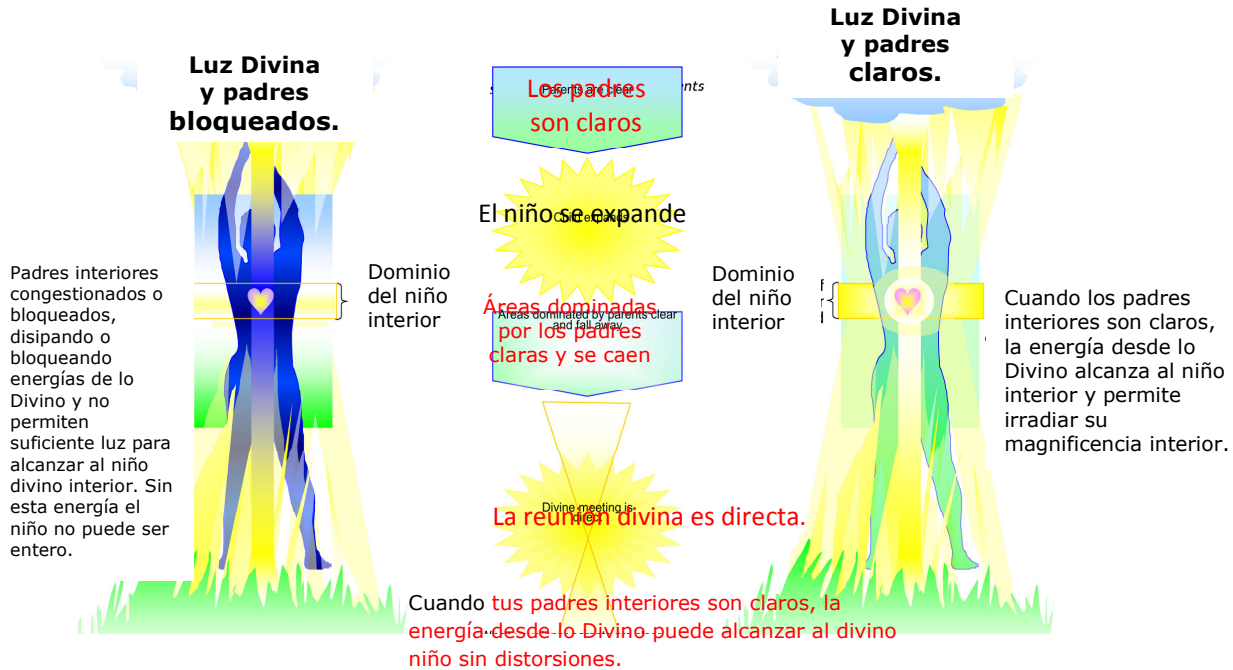 Luz Divina
y padres
bloqueados.
Padres interiores
congestionados o
bloqueados,
disipando o
bloqueando
energías de lo
Divino y no
permiten
suficiente luz para
alcanzar al niño
divino interior. Sin
esta energía el
niño no puede ser
entero.
Dominio
del niño
interior
Parents are clear
Los padres
son claros
Child expands
El niño se expande
Areas dominated by parents clear
and fall away
Áreas dominadas
por los padres
claras y se caen
Divine meeting is
direct
La reunión divina es directa.
Cuando tus padres interiores son claros, la
energía desde lo Divino puede alcanzar al divino
niño sin distorsiones.
Luz Divina
y padres
claros.
Dominio
del niño
interior
Cuando los padres
interiores son claros,
la energía desde lo
Divino alcanza al niño
interior y permite
irradiar su
magnificencia interior.